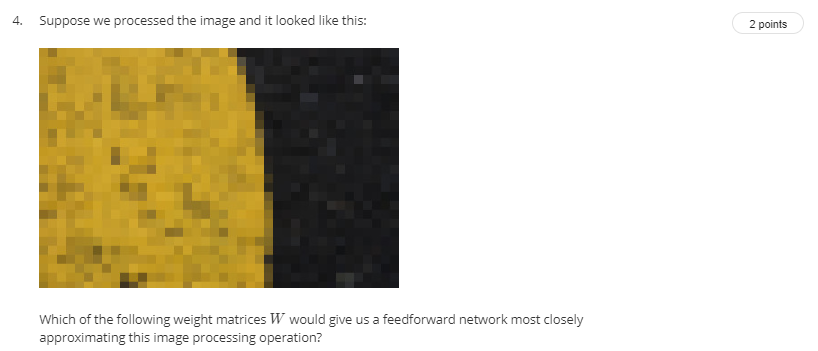 4. Suppose we processed the image and it looked like this:
2 points
Which of the following weight matrices W would give us a feedforward network most closely
approximating this image processing operation?